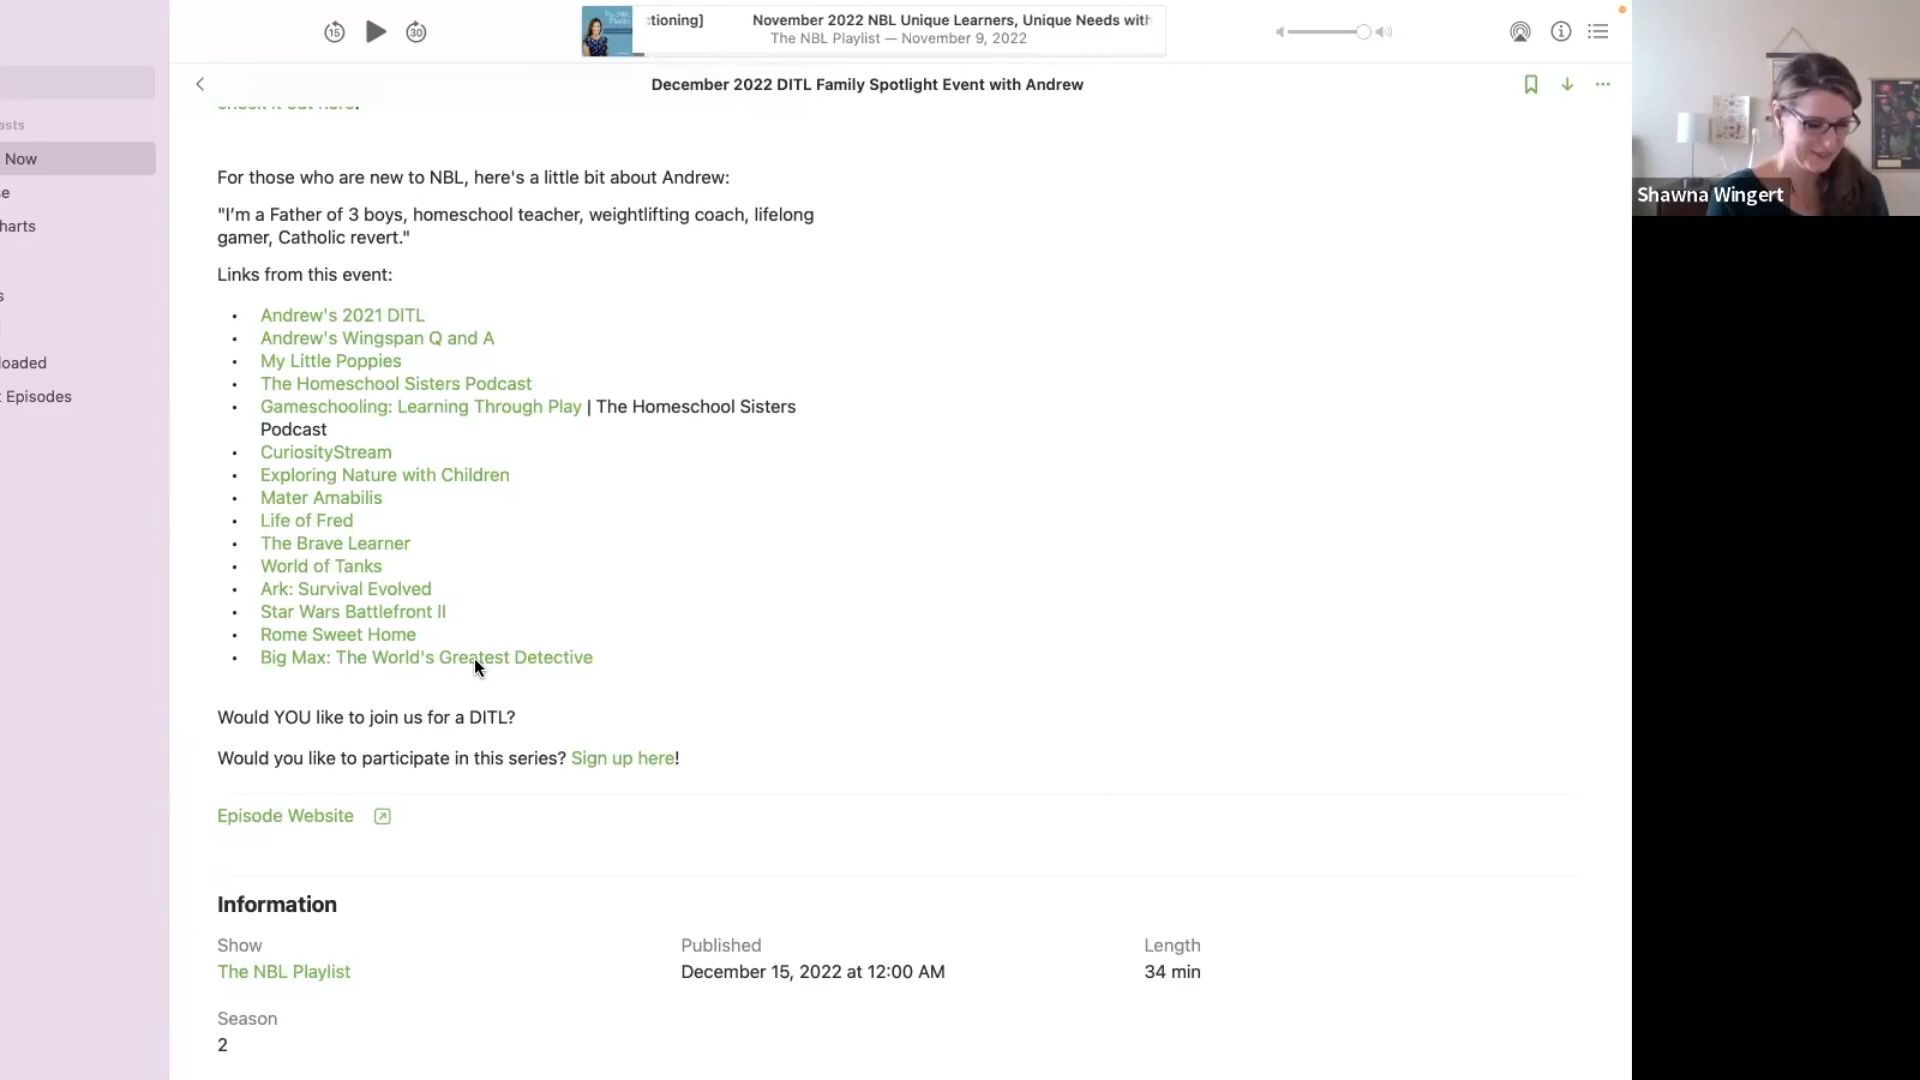 :tioning]
November 2022 NBL Unique Learners, Unique Needs with
The NBL Playlist — November 9, 2022
15
30
December 2022 DITL Family Spotlight Event with Andrew
asts
Now
e
harts
s
loaded
t Episodes
For those who are new to NBL, here's a little bit about Andrew:
"I'm a Father of 3 boys, homeschool teacher, weightlifting coach, lifelong
gamer, Catholic revert."
Links from this event:
• Andrew's 2021 DITL
• Andrew's Wingspan Q and A
• My Little Poppies
• The Homeschool Sisters Podcast
• Gameschooling: Learning Through Play | The Homeschool Sisters
Podcast
• CuriosityStream
• Exploring Nature with Children
• Mater Amabilis
• Life of Fred
• The Brave Learner
• World of Tanks
• Ark: Survival Evolved
• Star Wars Battlefront II
• Rome Sweet Home
• Big Max: The World's Greatest Detective
Would YOU like to join us for a DITL?
Would you like to participate in this series? Sign up here!
Episode Website
Information
Show
The NBL Playlist
Published
December 15, 2022 at 12:00 AM
Length
34 min
Season
2
Shawna Wingert